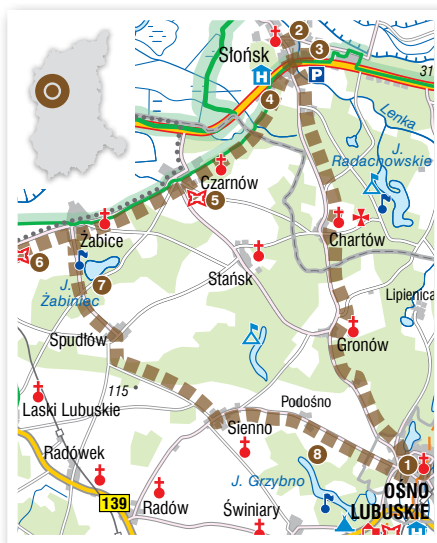 2
Słońsk
3
31
H
P
4
Lenka
J.
Radachowskie
Czarnów
5
Chartów
Żabice
6
Stańsk
7
J.
Żabiniec
Lipienica
Spudłów
Gronów
115
Podośno
Laski Lubuskie
Sienno
Radówek
8
1
J. Grzybno
OŚNO
LUBUSKIE
139
Radów
Świniary
H